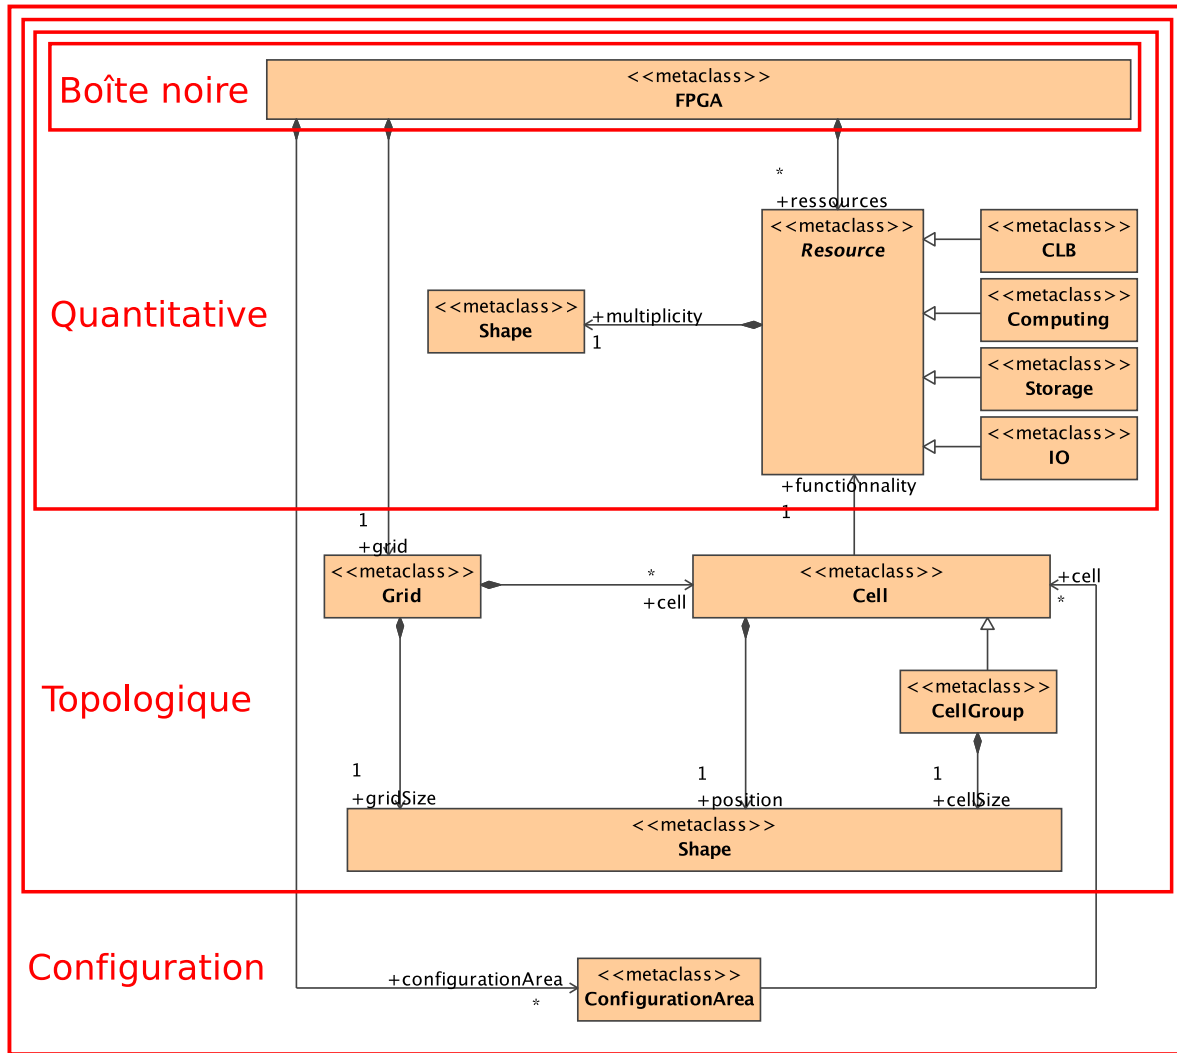 Boîte noire
<<metaclass>>
FPGA
*
+ressources
<<metaclass>>
Resource
<<metaclass>>
CLB
<<metaclass>>
Computing
<<metaclass>>
Storage
<<metaclass>>
IO
Quantitative
<<metaclass>>
Shape
+multiplicity
1
+functionnality
1
1
+grid
<<metaclass>>
Grid
*
+cell
<<metaclass>>
Cell
+cell
*
Topologique
<<metaclass>>
CellGroup
1
+gridSize
1
+position
1
+cellSize
<<metaclass>>
Shape
Configuration
+configurationArea
*
<<metaclass>>
ConfigurationArea